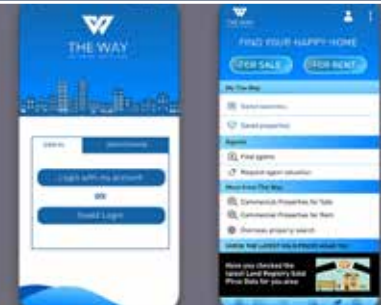 THE WAY
Login with my account
OR
Guest Login
THE WAY
FIND YOUR HAPPY HOME
FOR SALE
FOR RENT
My The Way
Saved searches
Saved properties
Agents
Find agents
Request agent valuation
More From The Way
Commercial Properties for Sale
Commercial Properties for Rent
Overseas property search
Have you checked the
latest Land Registry Sold
Price Data for you area